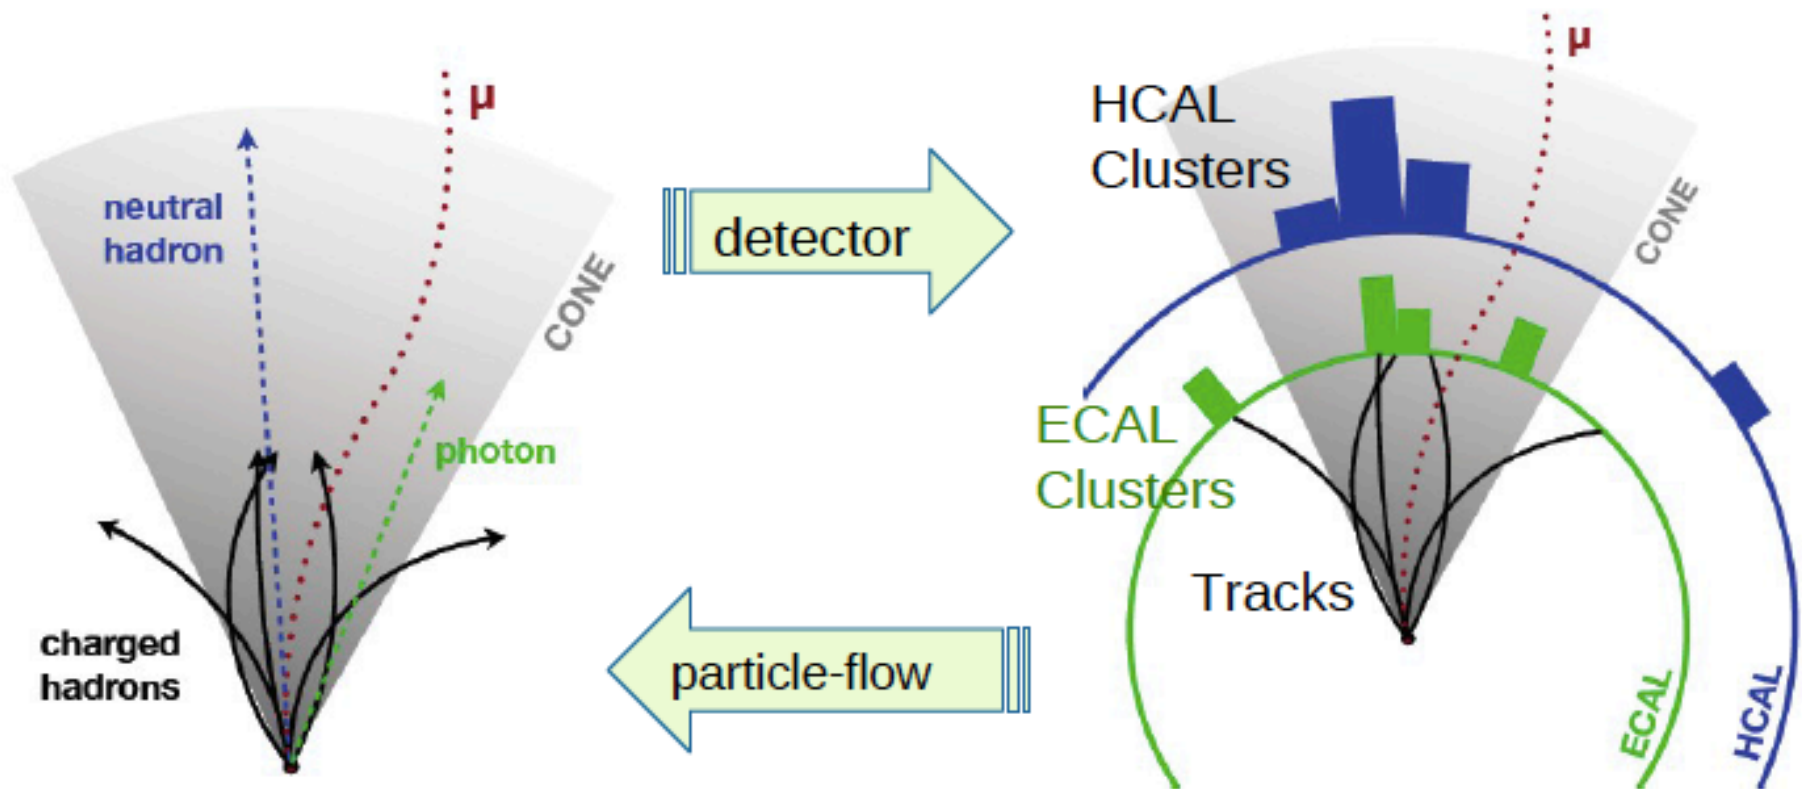 μ
neutral
hadron
CONE
photon
charged
hadrons
detector
particle-flow
μ
HCAL
Clusters
CONE
ECAL
Clusters
Tracks
ECAL
HCAL